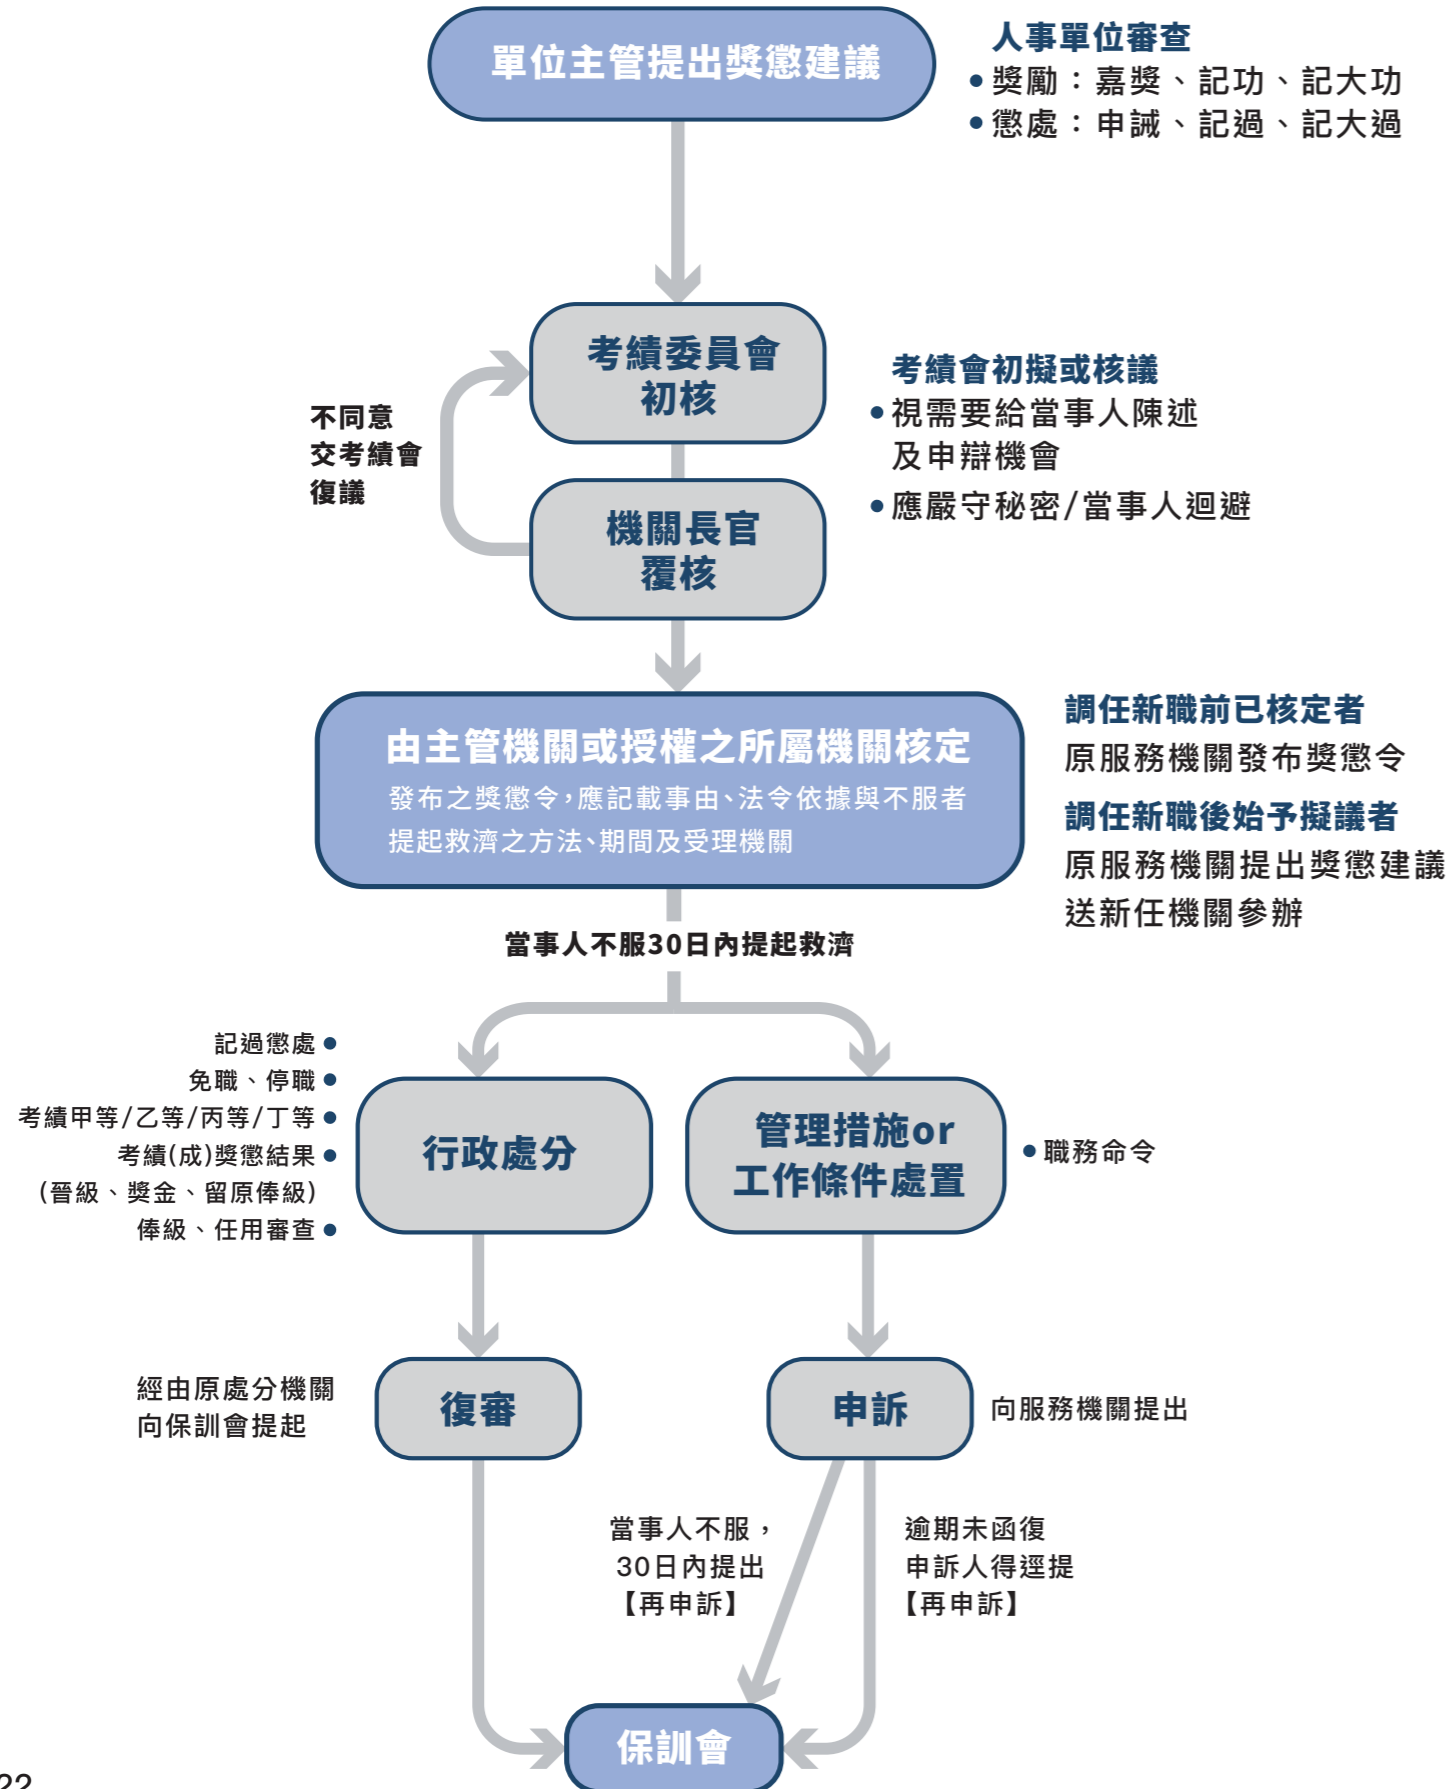 單位主管提出獎懲建議
人事單位審查
•獎勵：嘉獎、記功、記大功
•懲處：申誡、記過、記大過
考績委員會
初核
不同意
交考績會
復議
考績會初擬或核議
•視需要給當事人陳述
及申辯機會
•應嚴守秘密/當事人迴避
機關長官
覆核
由主管機關或授權之所屬機關核定
發布之獎懲令，應記載事由、法令依據與不服者
提起救濟之方法、期間及受理機關
調任新職前已核定者
原服務機關發布獎懲令
調任新職後始予擬議者
原服務機關提出獎懲建議
送新任機關參辦
當事人不服30日內提起救濟
記過懲處•
免職、停職•
考績甲等/乙等/丙等/丁等•
考績(成)獎懲結果•
(晉級、獎金、留原俸級)
俸級、任用審查•
行政處分
管理措施or
工作條件處置
•職務命令
經由原處分機關
向保訓會提起
復審
申訴
向服務機關提出
當事人不服，
30日內提出
【再申訴】
逾期未函復
申訴人得逕提
【再申訴】
保訓會
22